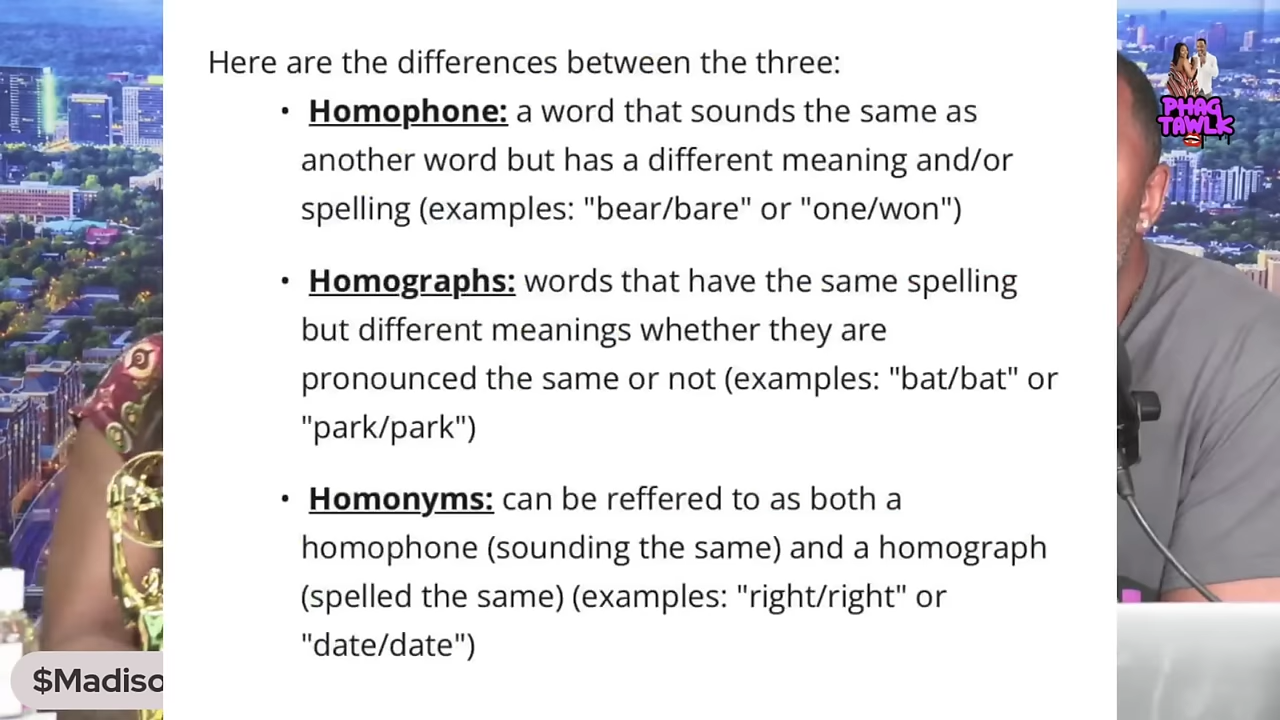 Here are the differences between the three:
• Homophone: a word that sounds the same as
another word but has a different meaning and/or
spelling (examples: "bear/bare" or "one/won")
• Homographs: words that have the same spelling
but different meanings whether they are
pronounced the same or not (examples: "bat/bat" or
"park/park")
• Homonyms: can be reffered to as both a
homophone (sounding the same) and a homograph
(spelled the same) (examples: "right/right" or
"date/date")
PHAG
TAWLK
$Madiso